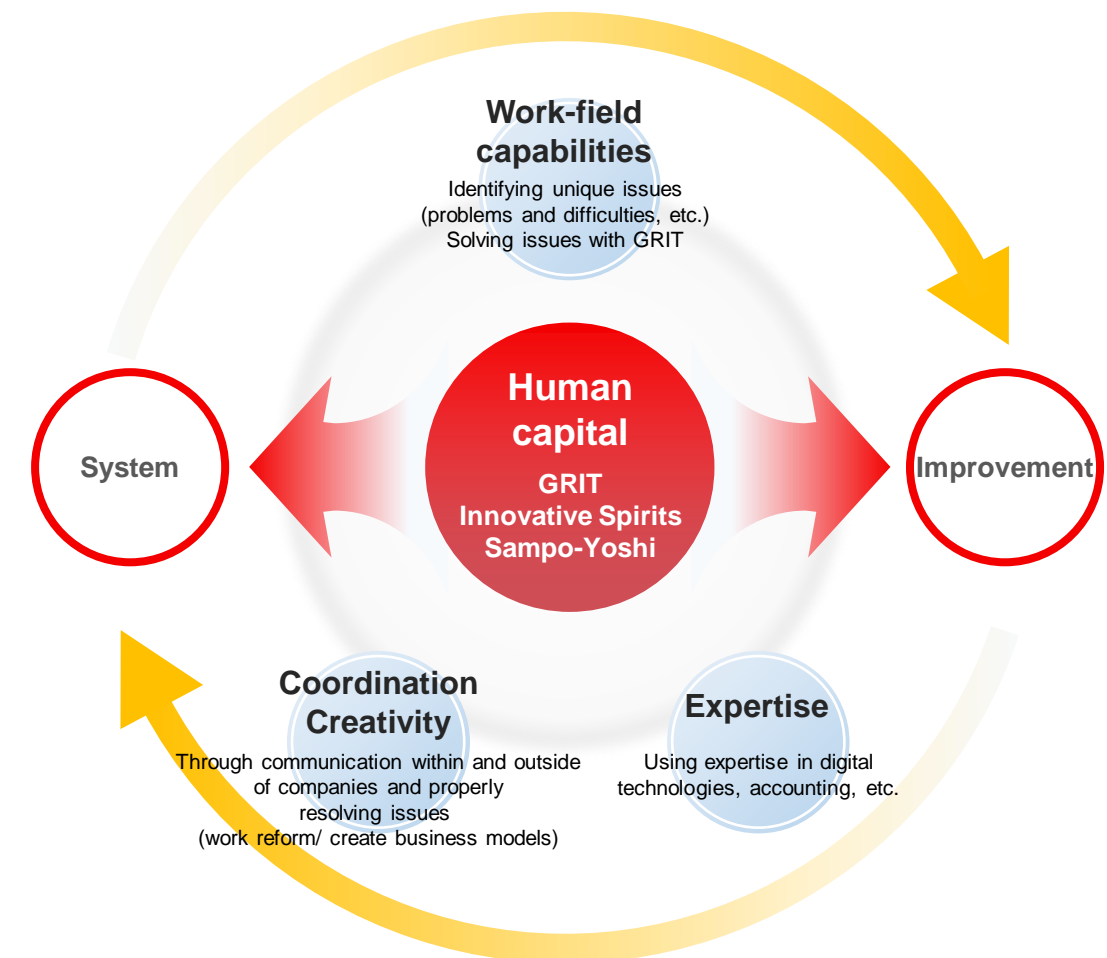 Work-field
capabilities
Identifying unique issues
(problems and difficulties, etc.)
Solving issues with GRIT
Human
capital
GRIT
Innovative Spirits
Sampo-Yoshi
System
Improvement
Coordination
Creativity
Through communication within and outside
of companies and properly
resolving issues
(work reform/ create business models)
Expertise
Using expertise in digital
technologies, accounting, etc.